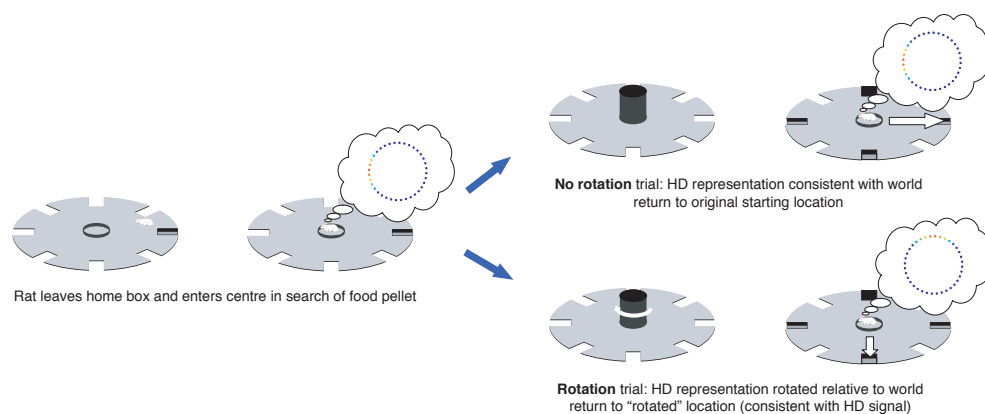 No rotation trial: HD representation consistent with world
return to original starting location
Rat leaves home box and enters centre in search of food pellet
Rotation trial: HD representation rotated relative to world
return to “rotated” location (consistent with HD signal)